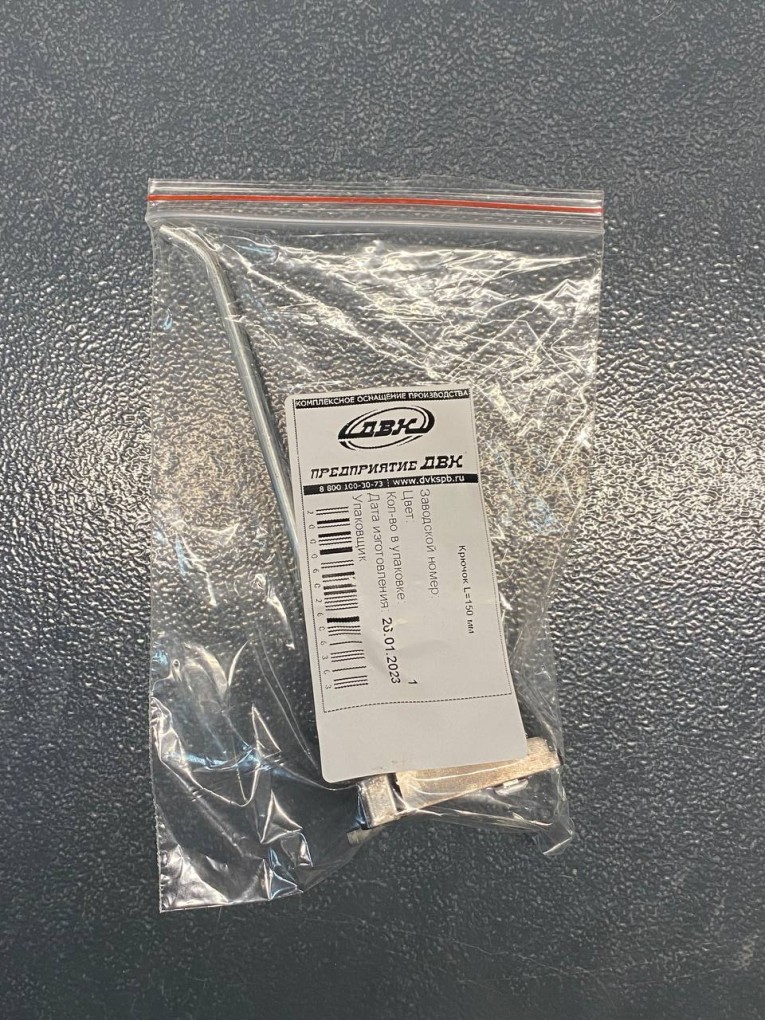 КОМПЛЕКСНОЕ ОСНАЩЕНИЕ ПРОИЗВОДСТВА
ДВК
ПРЕДПРИЯТИЕ ДВК
8 800 100-30-73 www.dvkspb.ru
Крючок L=150 мм
Заводской номер.
Цвет.
Кол-во в упаковке 1
Дата изготовления 26.01.2023
Упаковщик